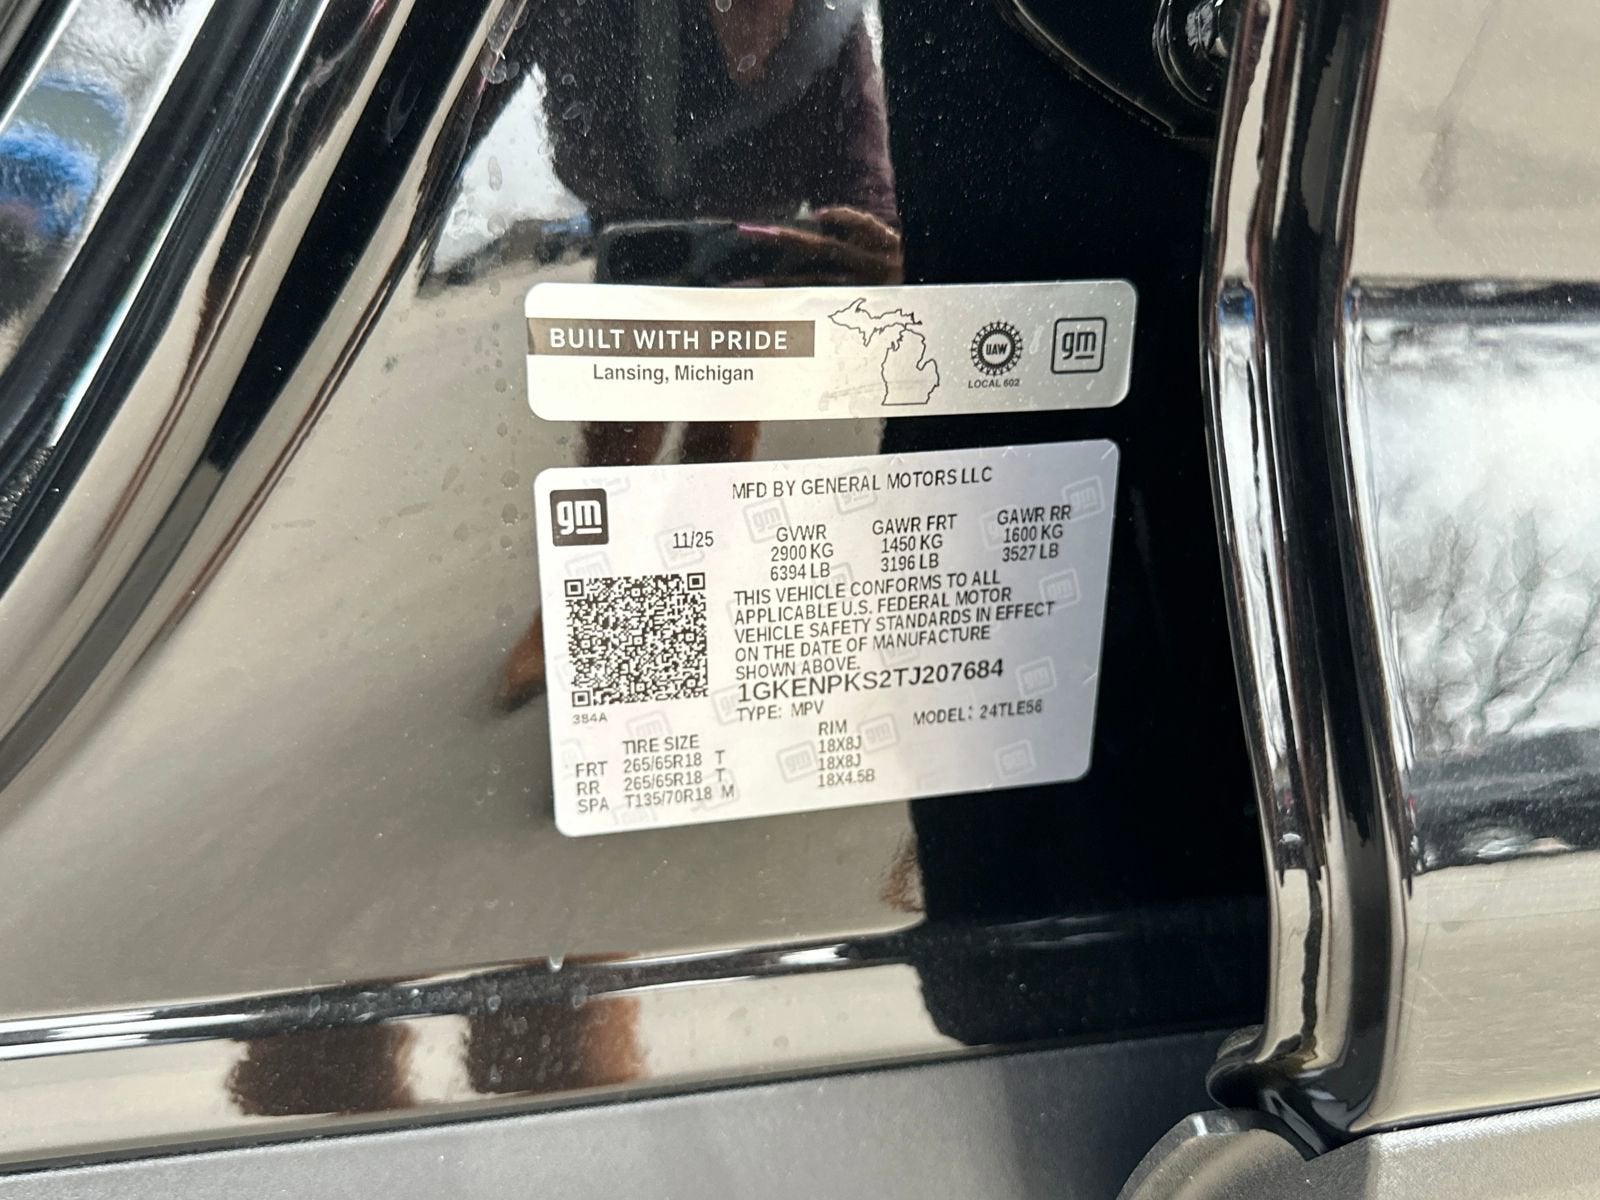 BUILT WITH PRIDE
Lansing, Michigan
UAW
LOCAL 602
gm
gm
MFD BY GENERAL MOTORS LLC
11/25
GVWR GAWR FRT GAWR RR
2900 KG 1450 KG 1600 KG
6394 LB 3196 LB 3527 LB
THIS VEHICLE CONFORMS TO ALL
APPLICABLE U.S. FEDERAL MOTOR
VEHICLE SAFETY STANDARDS IN EFFECT
ON THE DATE OF MANUFACTURE
SHOWN ABOVE.
1GKENPKS2TJ207684
384A
TYPE: MPV MODEL: 24TLE56
TIRE SIZE RIM
FRT 265/65R18 T 18X8J
RR 265/65R18 T 18X8J
SPA T135/70R18 M 18X4.5B